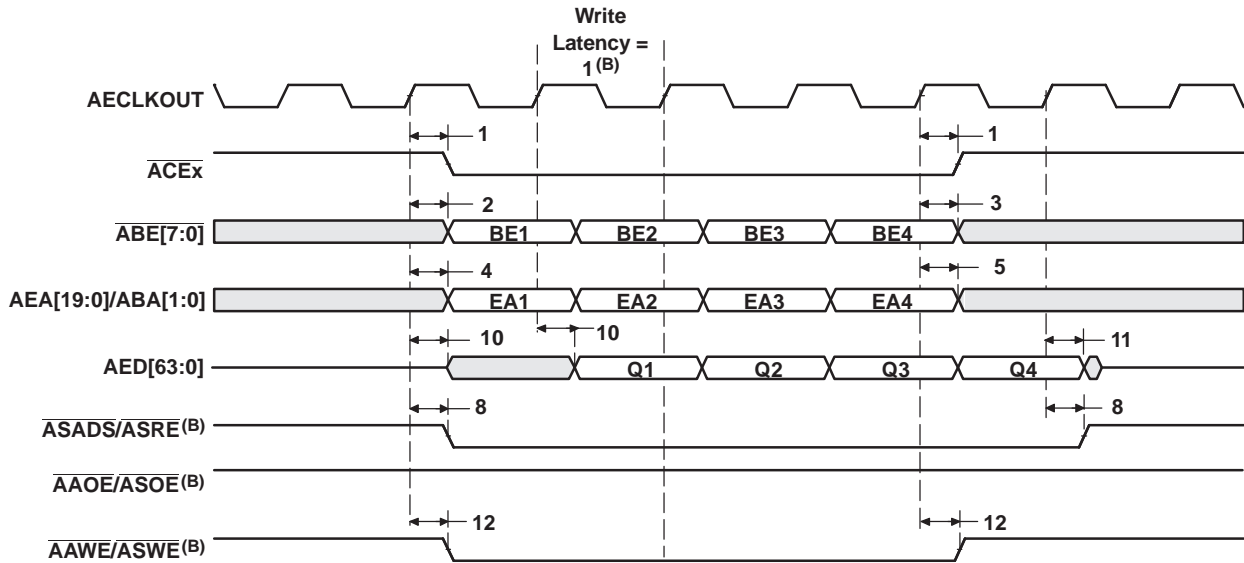 Write
Latency =
1(B)
AECLKOUT
1 1
ACEx
2 3
ABE[7:0] BE1 BE2 BE3 BE4
4 5
AEA[19:0]/ABA[1:0] EA1 EA2 EA3 EA4
10 10 11
AED[63:0] Q1 Q2 Q3 Q4
8 8
ASADS/ASRE(B)
AAOE/ASOE(B)
12 12
AAWE/ASWE(B)